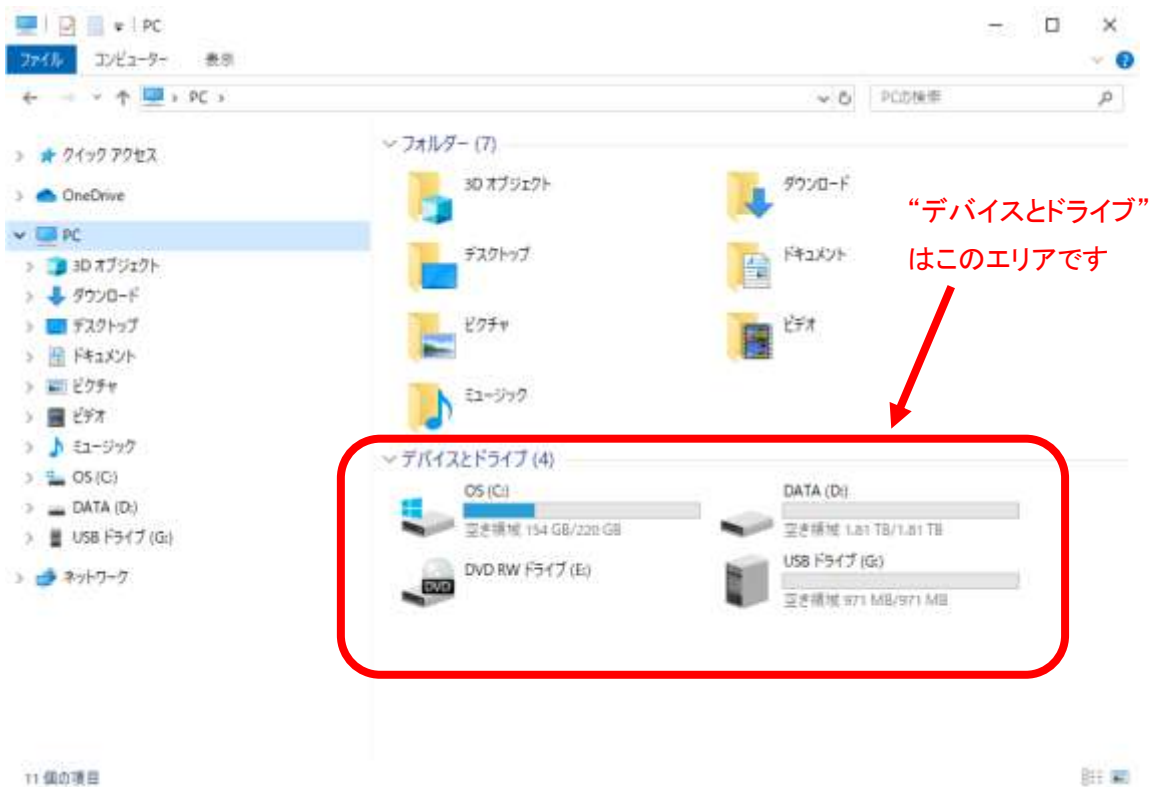 PC
ファイル コンピューター 表示
PC
PCの検索
クイック アクセス
OneDrive
PC
3D オブジェクト
ダウンロード
デスクトップ
ドキュメント
ピクチャ
ビデオ
ミュージック
OS (C:)
DATA (D:)
USB ドライブ (G:)
ネットワーク
フォルダー (7)
3D オブジェクト
ダウンロード
デスクトップ
ドキュメント
ピクチャ
ビデオ
ミュージック
“デバイスとドライブ”
はこのエリアです
デバイスとドライブ (4)
OS (C:)
空き領域 154 GB/220 GB
DATA (D:)
空き領域 1.81 TB/1.81 TB
DVD RW ドライブ (E:)
DVD
USB ドライブ (G:)
空き領域 971 MB/971 MB
11 個の項目